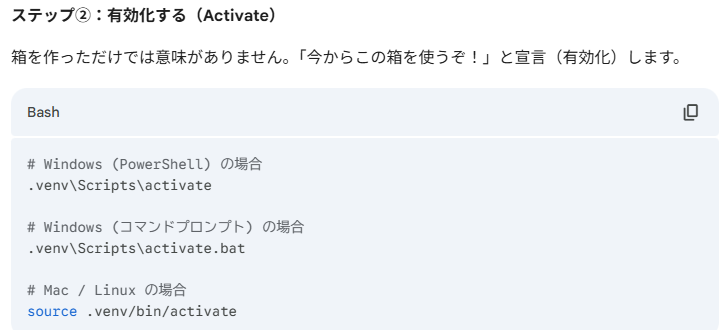 ステップ②：有効化する（Activate）
箱を作っただけでは意味がありません。「今からこの箱を使うぞ！」と宣言（有効化）します。
Bash
# Windows (PowerShell) の場合
.venv\Scripts\activate
# Windows (コマンドプロンプト) の場合
.venv\Scripts\activate.bat
# Mac / Linux の場合
source .venv/bin/activate